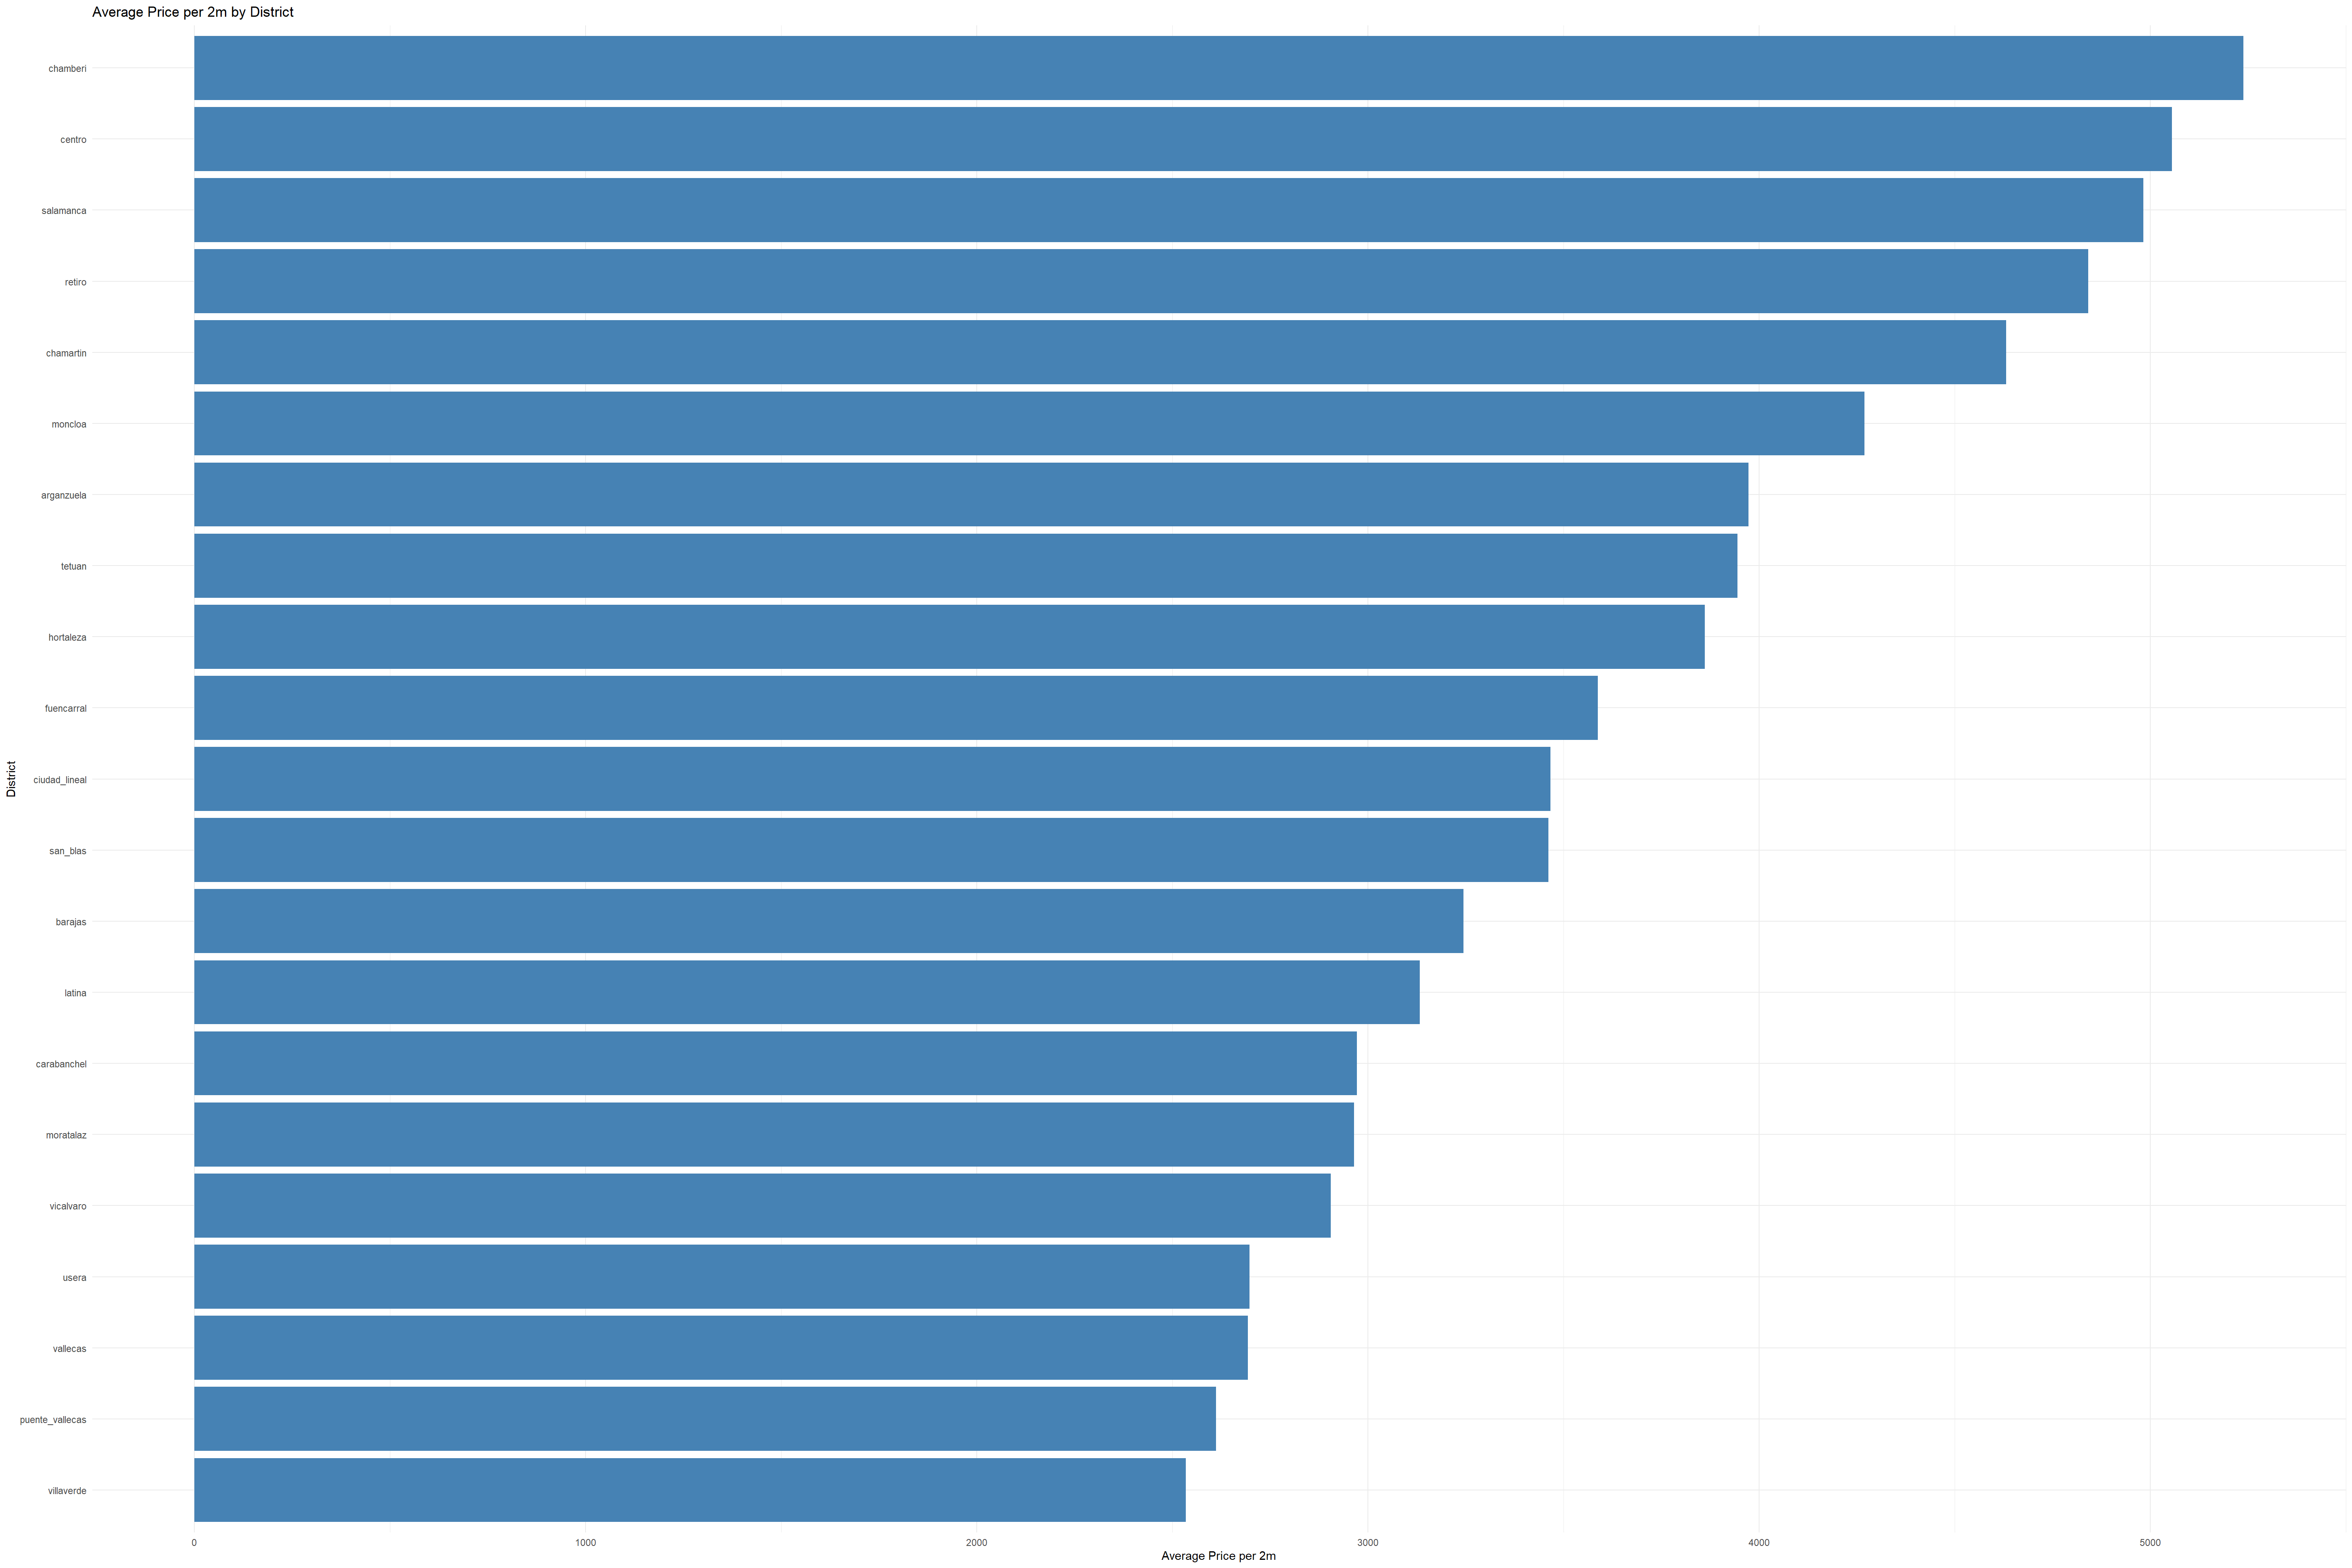 Average Price per 2m by District
District
chamberi
centro
salamanca
retiro
chamartin
moncloa
arganzuela
tetuan
hortaleza
fuencarral
ciudad_lineal
san_blas
barajas
latina
carabanchel
moratalaz
vicalvaro
usera
vallecas
puente_vallecas
villaverde
0 1000 2000 3000 4000 5000
Average Price per 2m